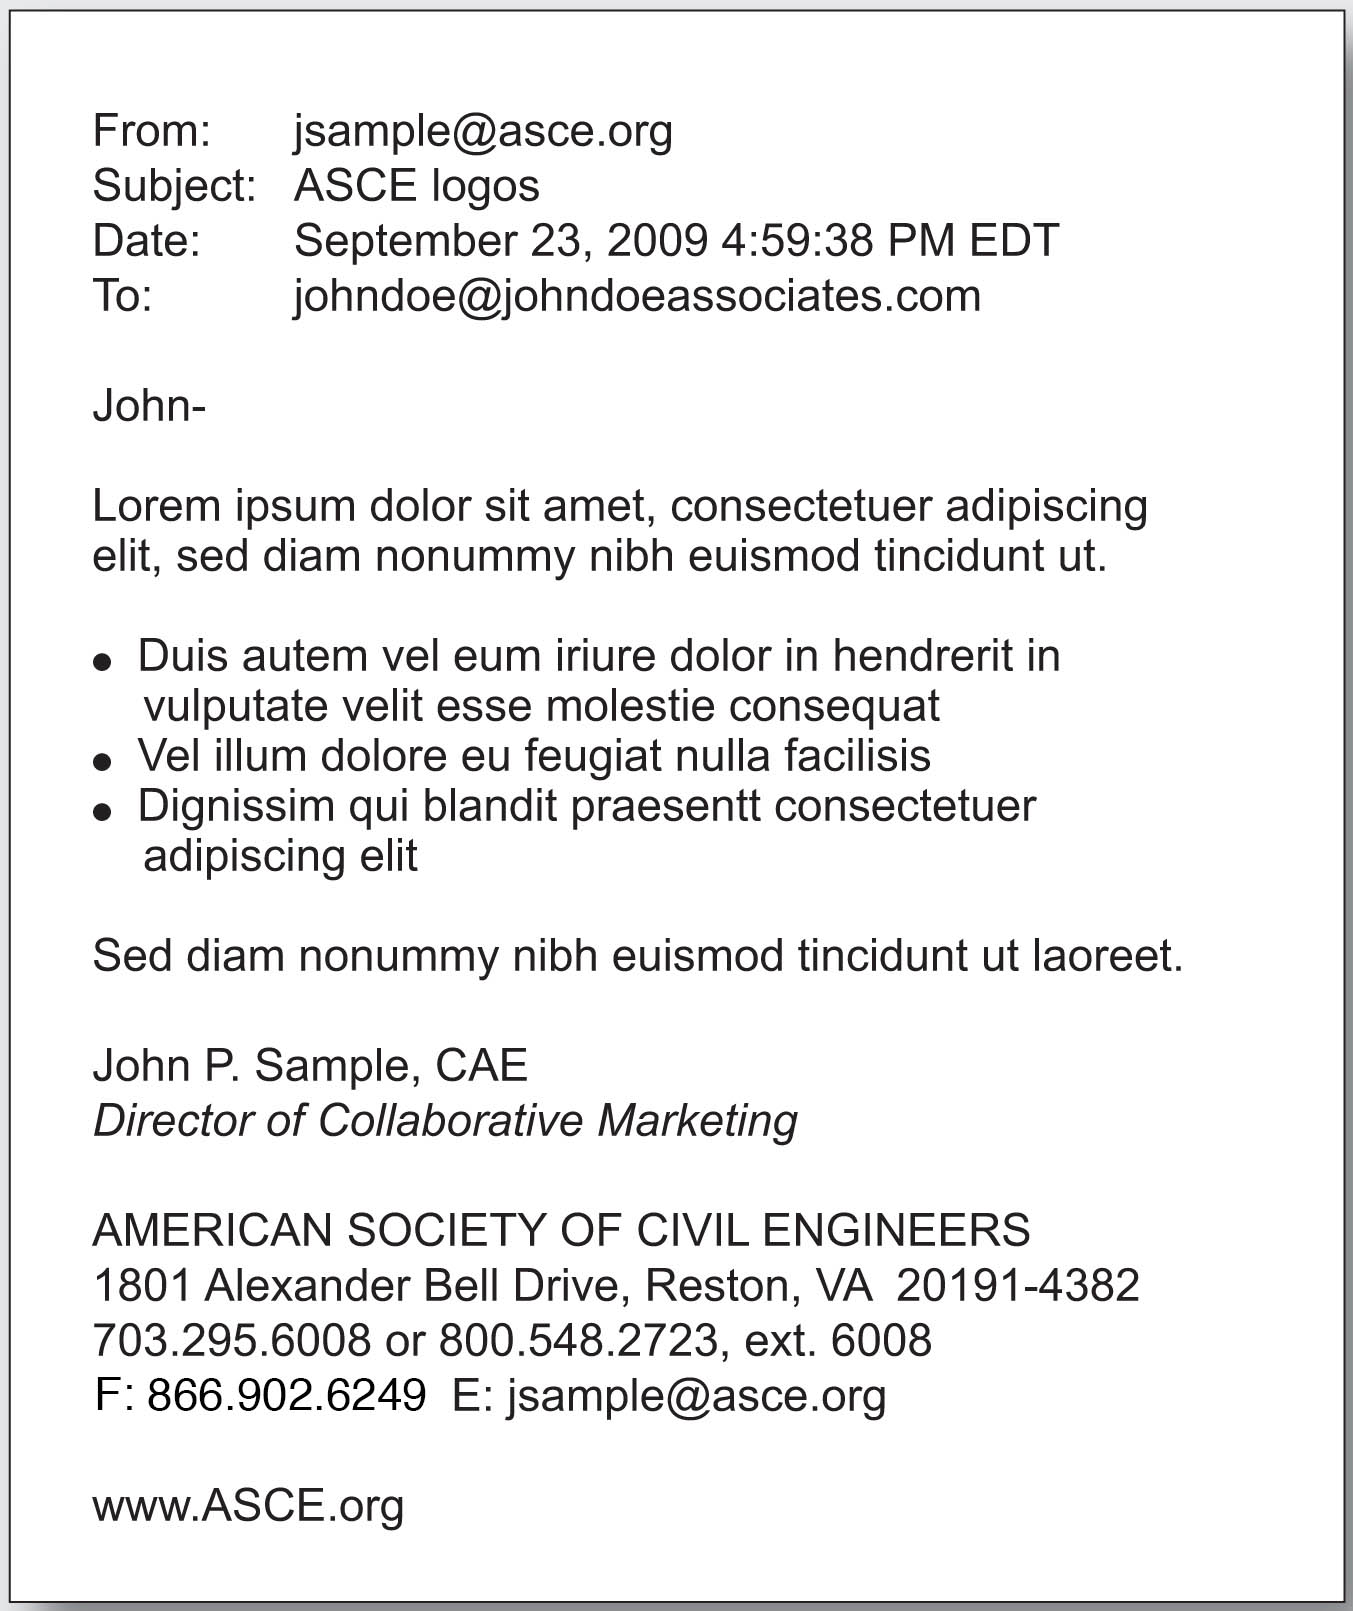 From: jsample@asce.org
Subject: ASCE logos
Date: September 23, 2009 4:59:38 PM EDT
To: johndoe@johndoeassociates.com
John-
Lorem ipsum dolor sit amet, consectetuer adipiscing
elit, sed diam nonummy nibh euismod tincidunt ut.
● Duis autem vel eum iriure dolor in hendrerit in
vulputate velit esse molestie consequat
● Vel illum dolore eu feugiat nulla facilisis
● Dignissim qui blandit praesentt consectetuer
adipiscing elit
Sed diam nonummy nibh euismod tincidunt ut laoreet.
John P. Sample, CAE
Director of Collaborative Marketing
AMERICAN SOCIETY OF CIVIL ENGINEERS
1801 Alexander Bell Drive, Reston, VA  20191-4382
703.295.6008 or 800.548.2723, ext. 6008
F: 866.902.6249  E: jsample@asce.org
www.ASCE.org